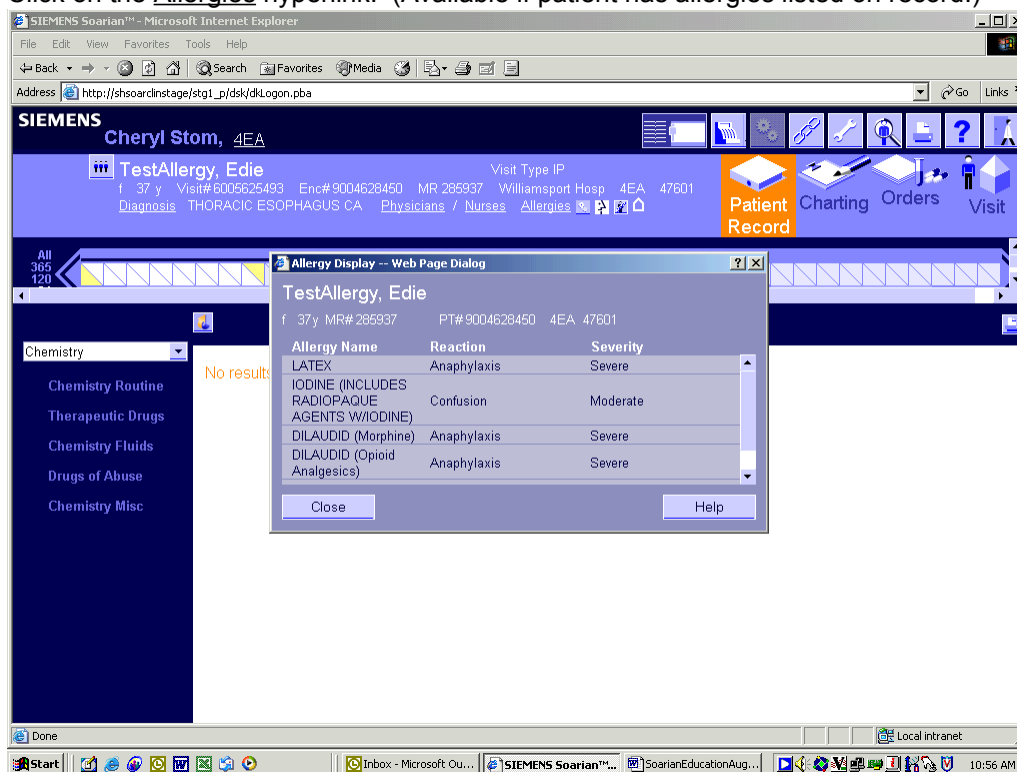 Click on the Allergies hyperlink. (Available if patient has allergies listed on record.)
SIEMENS Soarian™ - Microsoft Internet Explorer
File Edit View Favorites Tools Help
Back Search Favorites Media
Address http://shsoarclinstage/stg1_p/dsk/dkLogon.pba Go Links
SIEMENS
Cheryl Stom, 4EA
TestAllergy, Edie Visit Type IP
f 37 y Visit# 6005625493 Enc# 9004628450 MR 285937 Williamsport Hosp 4EA 47601
Diagnosis THORACIC ESOPHAGUS CA Physicians / Nurses Allergies
Patient Record
Charting
Orders
Visit
All
365
120
Allergy Display -- Web Page Dialog
TestAllergy, Edie
f 37y MR# 285937 PT# 9004628450 4EA 47601
Allergy Name Reaction Severity
LATEX Anaphylaxis Severe
IODINE (INCLUDES
RADIOPAQUE
AGENTS W/IODINE) Confusion Moderate
DILAUDID (Morphine) Anaphylaxis Severe
DILAUDID (Opioid
Analgesics) Anaphylaxis Severe
Close Help
Chemistry
No results
Chemistry Routine
Therapeutic Drugs
Chemistry Fluids
Drugs of Abuse
Chemistry Misc
Done Local intranet
Start Inbox - Microsoft Ou... SIEMENS Soarian™... SoarianEducationAug... 10:56 AM